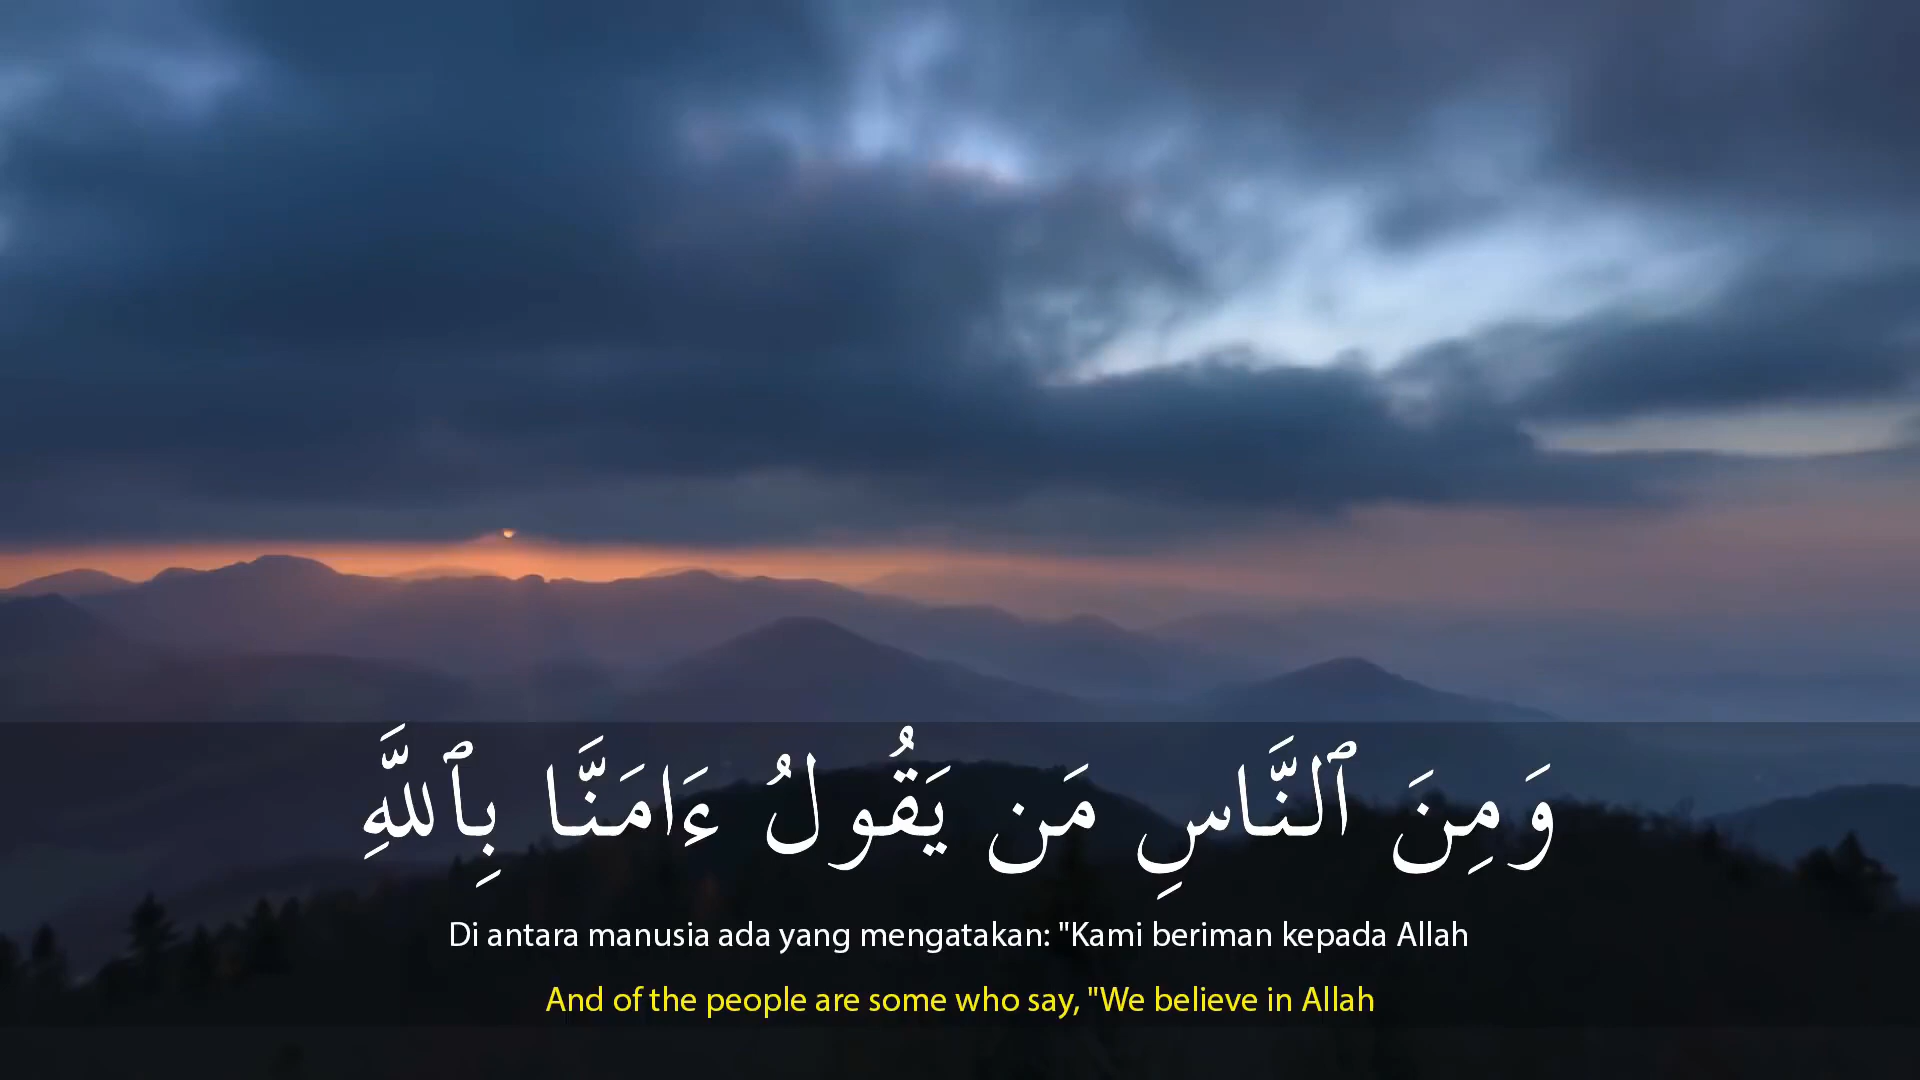 وَمِنَ ٱلنَّاسِ مَن يَقُولُ ءَامَنَّا بِٱللَّهِ
Di antara manusia ada yang mengatakan: "Kami beriman kepada Allah
And of the people are some who say, "We believe in Allah